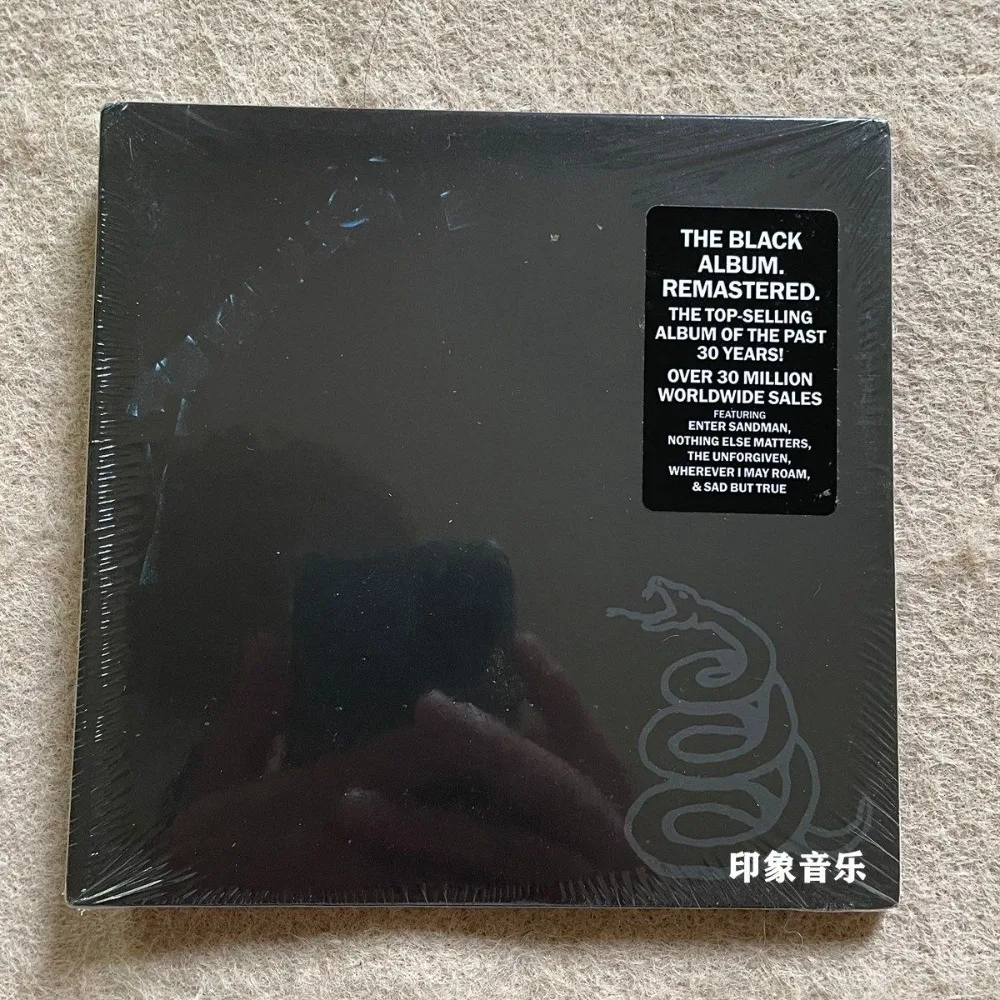 THE BLACK
ALBUM.
REMASTERED.
THE TOP-SELLING
ALBUM OF THE PAST
30 YEARS!
OVER 30 MILLION
WORLDWIDE SALES
FEATURING
ENTER SANDMAN,
NOTHING ELSE MATTERS,
THE UNFORGIVEN,
WHEREVER I MAY ROAM,
& SAD BUT TRUE
印象音乐